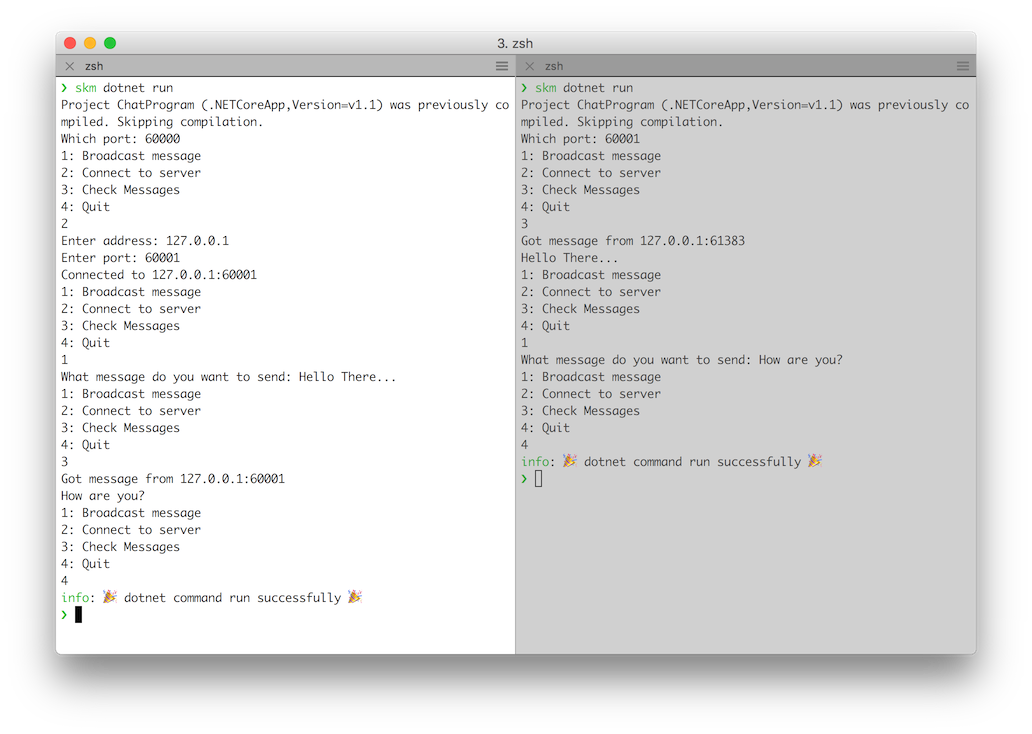 3. zsh
zsh
❯ skm dotnet run
Project ChatProgram (.NETCoreApp,Version=v1.1) was previously co
mpiled. Skipping compilation.
Which port: 60000
1: Broadcast message
2: Connect to server
3: Check Messages
4: Quit
2
Enter address: 127.0.0.1
Enter port: 60001
Connected to 127.0.0.1:60001
1: Broadcast message
2: Connect to server
3: Check Messages
4: Quit
1
What message do you want to send: Hello There...
1: Broadcast message
2: Connect to server
3: Check Messages
4: Quit
3
Got message from 127.0.0.1:60001
How are you?
1: Broadcast message
2: Connect to server
3: Check Messages
4: Quit
4
info: 🎉 dotnet command run successfully 🎉
❯
zsh
❯ skm dotnet run
Project ChatProgram (.NETCoreApp,Version=v1.1) was previously co
mpiled. Skipping compilation.
Which port: 60001
1: Broadcast message
2: Connect to server
3: Check Messages
4: Quit
3
Got message from 127.0.0.1:61383
Hello There...
1: Broadcast message
2: Connect to server
3: Check Messages
4: Quit
1
What message do you want to send: How are you?
1: Broadcast message
2: Connect to server
3: Check Messages
4: Quit
4
info: 🎉 dotnet command run successfully 🎉
❯